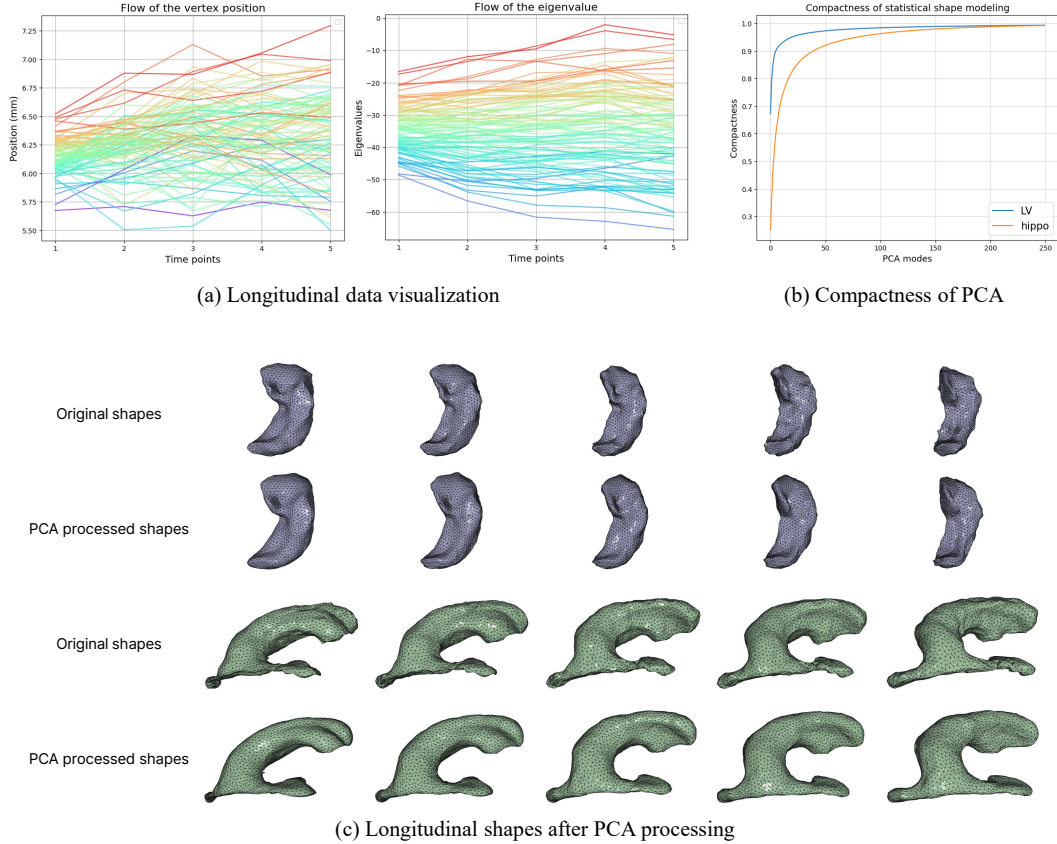 Flow of the vertex position
7.25
7.00
6.75
6.50
6.25
6.00
5.75
5.50
Position (mm)
1 2 3 4 5
Time points
Flow of the eigenvalue
0
−10
−20
−30
−40
−50
−60
Eigenvalues
1 2 3 4 5
Time points
(a) Longitudinal data visualization
Compactness of statistical shape modeling
1.0
0.9
0.8
0.7
0.6
0.5
0.4
0.3
Compactness
LV
hippo
0 50 100 150 200 250
PCA modes
(b) Compactness of PCA
Original shapes
PCA processed shapes
Original shapes
PCA processed shapes
(c) Longitudinal shapes after PCA processing